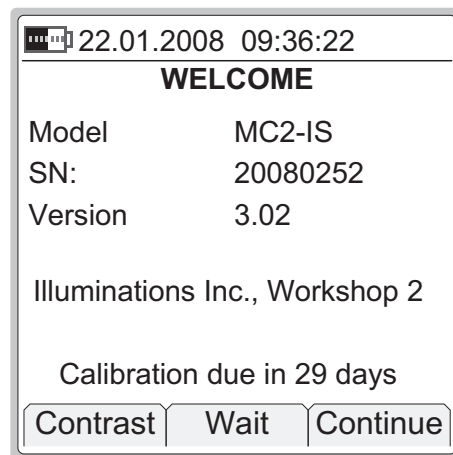 22.01.2008 09:36:22
WELCOME
Model MC2-IS
SN: 20080252
Version 3.02
Illuminations Inc., Workshop 2
Calibration due in 29 days
Contrast Wait Continue